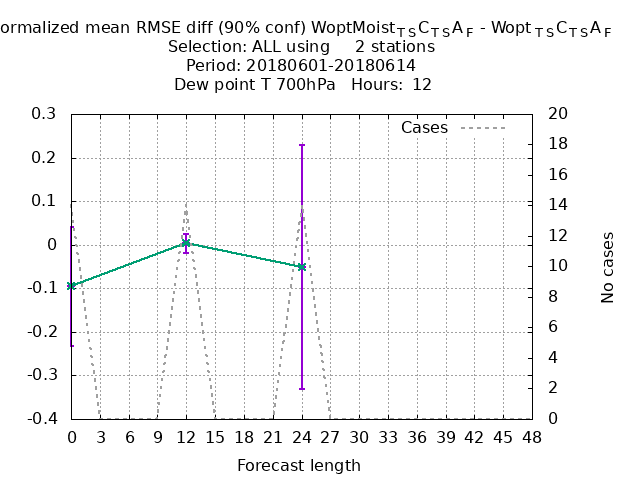 ormalized mean RMSE diff (90% conf) WoptMoist_TSC_TSA_F - Wopt_TSC_TSA_F
Selection: ALL using 2 stations
Period: 20180601-20180614
Dew point T 700hPa Hours: 12
Cases
0.3
0.2
0.1
0
-0.1
-0.2
-0.3
-0.4
20
18
16
14
12
10
8
6
4
2
0
No cases
0 3 6 9 12 15 18 21 24 27 30 33 36 39 42 45 48
Forecast length